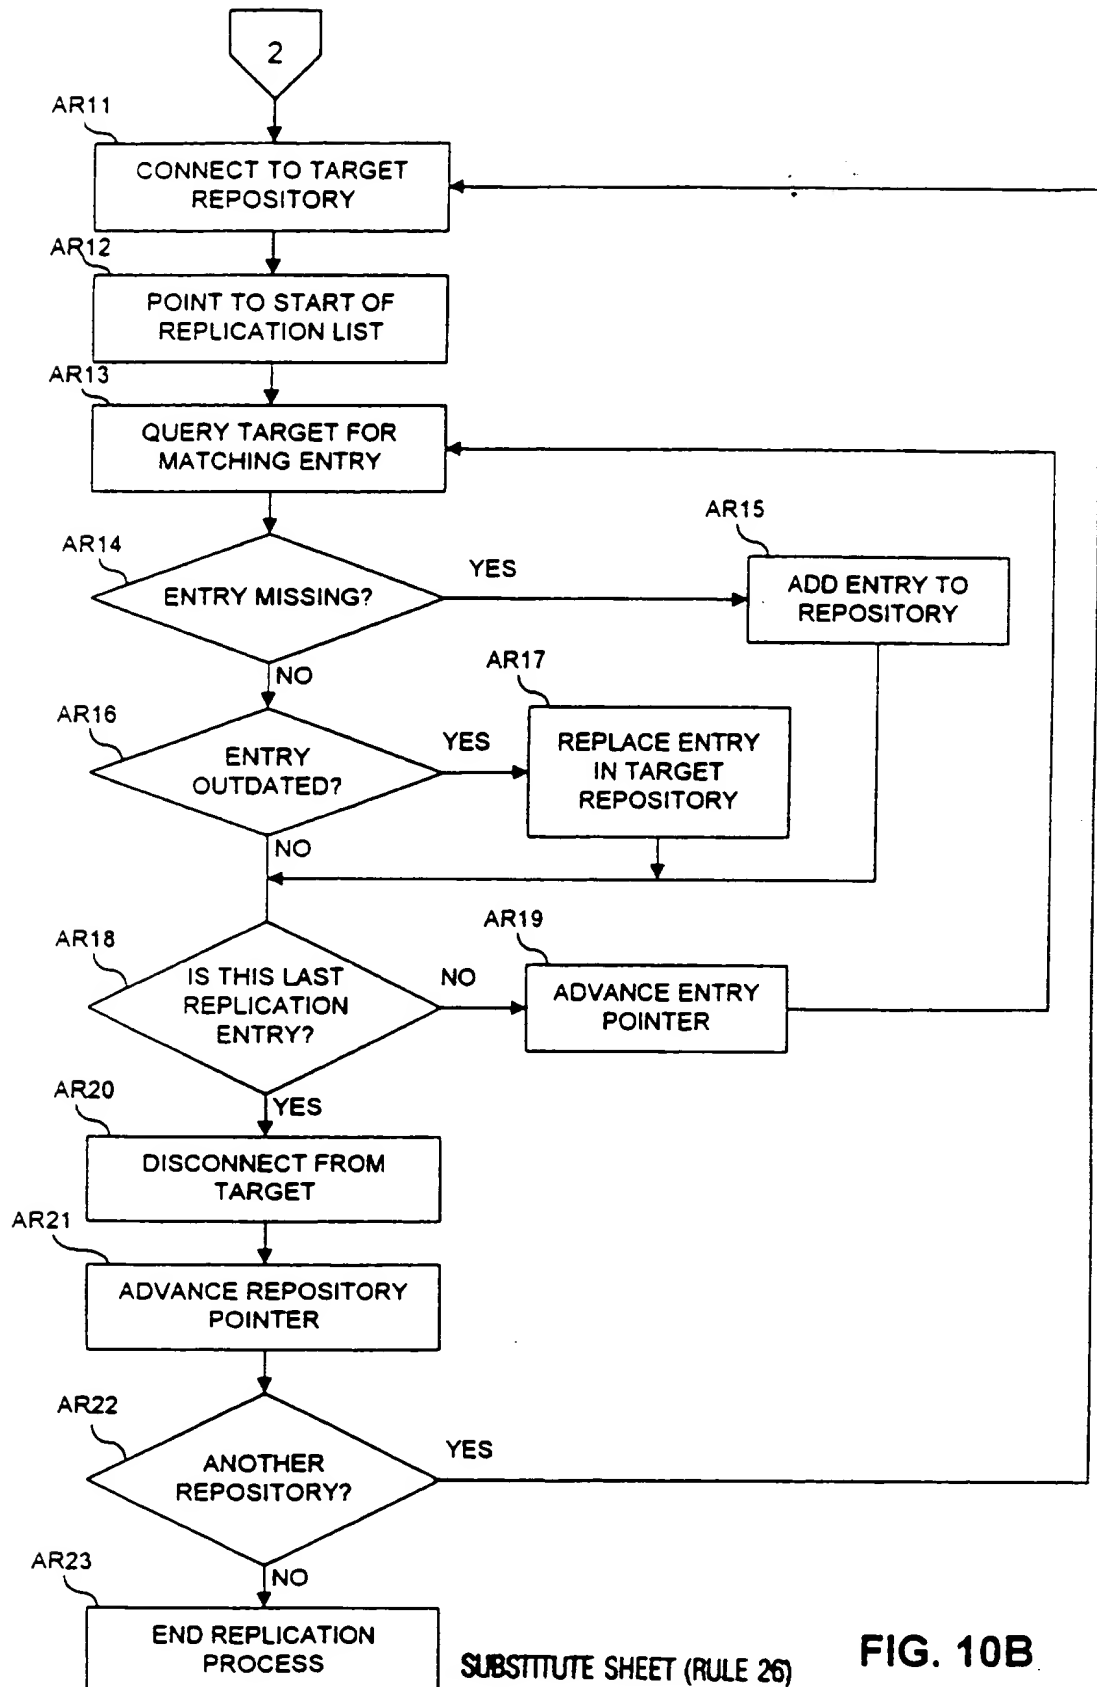 2
AR11
CONNECT TO TARGET
REPOSITORY
AR12
POINT TO START OF
REPLICATION LIST
AR13
QUERY TARGET FOR
MATCHING ENTRY
AR14
ENTRY MISSING?
YES
AR15
ADD ENTRY TO
REPOSITORY
NO
AR16
ENTRY
OUTDATED?
YES
AR17
REPLACE ENTRY
IN TARGET
REPOSITORY
NO
AR18
IS THIS LAST
REPLICATION
ENTRY?
NO
AR19
ADVANCE ENTRY
POINTER
YES
AR20
DISCONNECT FROM
TARGET
AR21
ADVANCE REPOSITORY
POINTER
AR22
ANOTHER
REPOSITORY?
YES
NO
AR23
END REPLICATION
PROCESS
SUBSTITUTE SHEET (RULE 26)
FIG. 10B